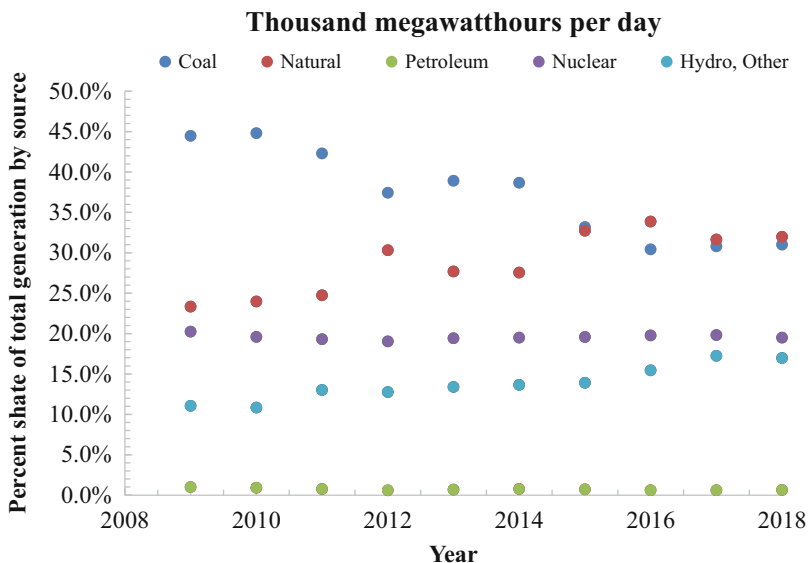 Thousand megawatthours per day
Coal Natural Petroleum Nuclear Hydro, Other
Percent shate of total generation by source
50.0%
45.0%
40.0%
35.0%
30.0%
25.0%
20.0%
15.0%
10.0%
5.0%
0.0%
2008 2010 2012 2014 2016 2018
Year